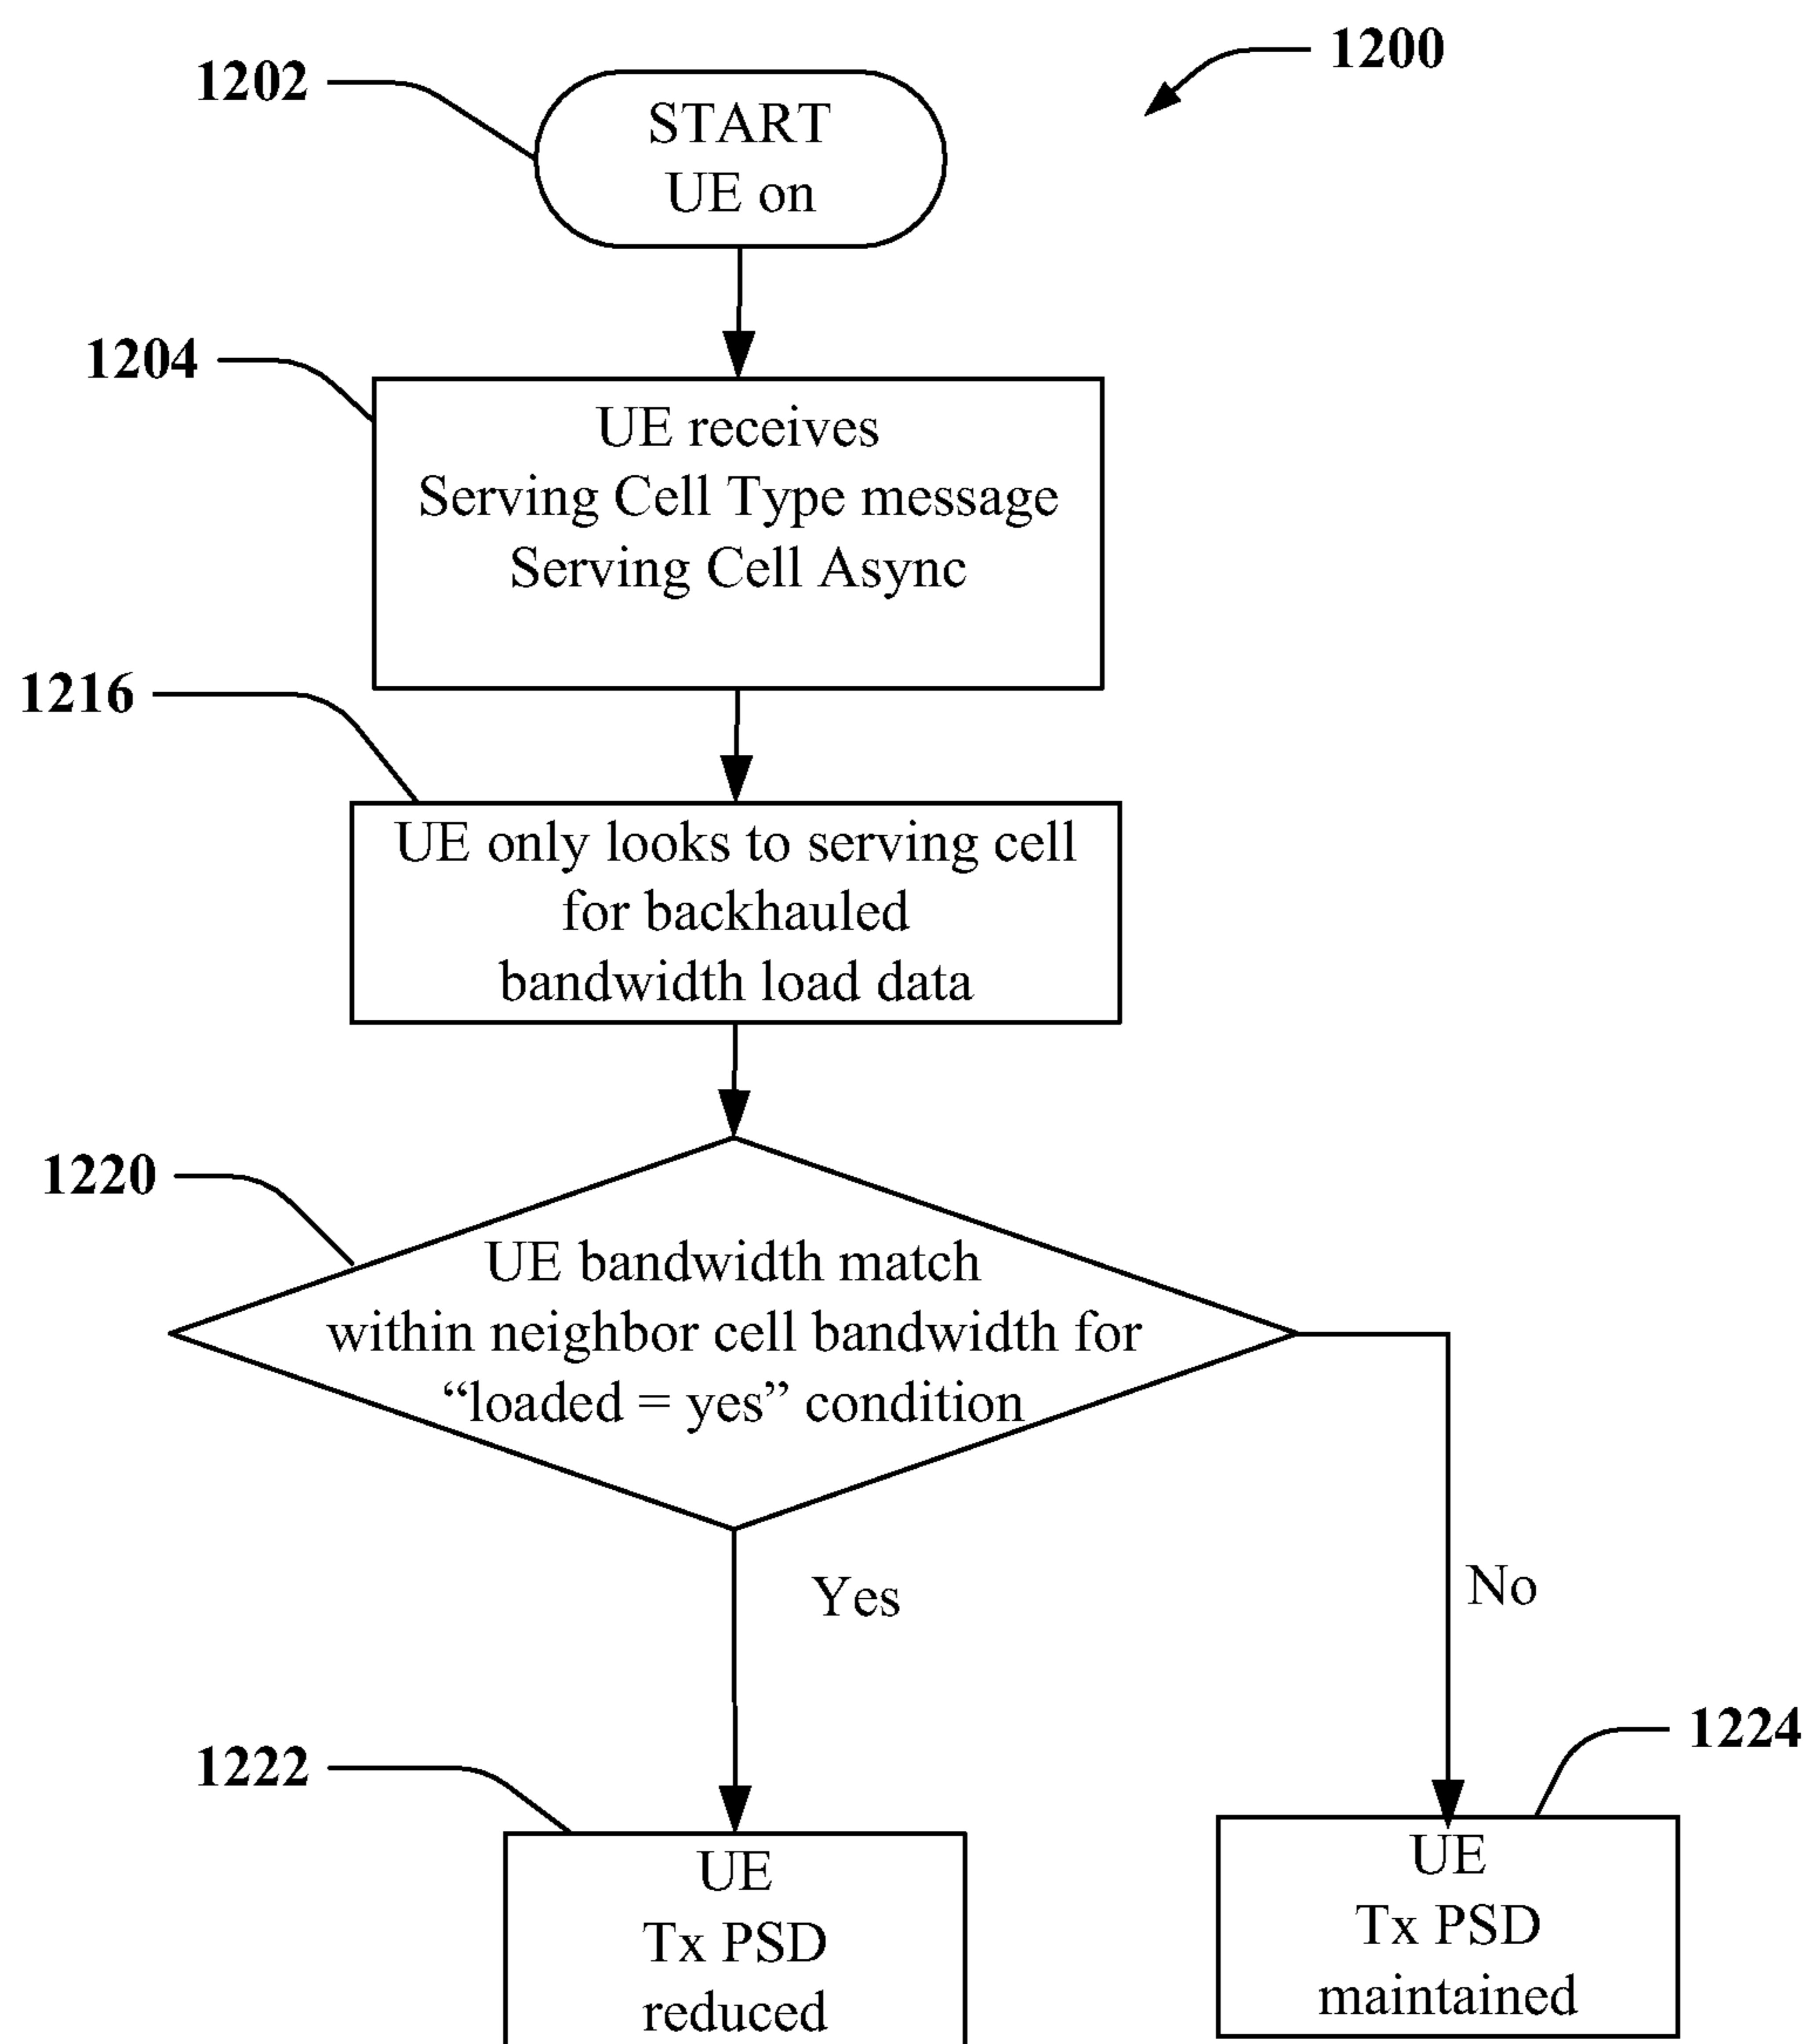 1200
1202
START
UE on
1204
UE receives
Serving Cell Type message
Serving Cell Async
1216
UE only looks to serving cell
for backhauled
bandwidth load data
1220
UE bandwidth match
within neighbor cell bandwidth for
“loaded = yes” condition
Yes
No
1222
UE
Tx PSD
reduced
1224
UE
Tx PSD
maintained